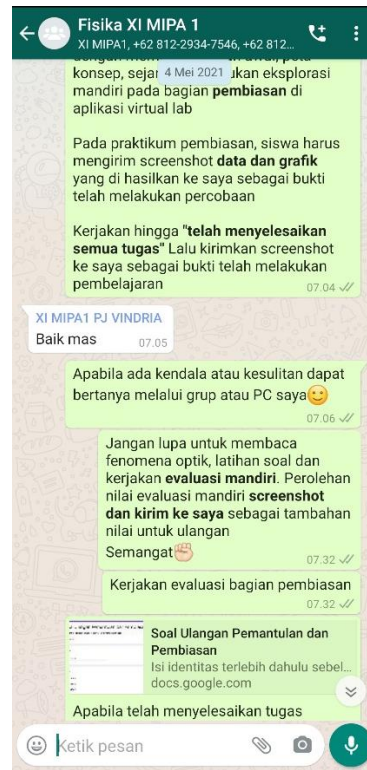 Fisika XI MIPA 1
XI MIPA1, +62 812-2934-7546, +62 812...
4 Mei 2021
konsep, sejar ukan eksplorasi
mandiri pada bagian pembiasan di
aplikasi virtual lab
Pada praktikum pembiasan, siswa harus
mengirim screenshot data dan grafik
yang di hasilkan ke saya sebagai bukti
telah melakukan percobaan
Kerjakan hingga "telah menyelesaikan
semua tugas" Lalu kirimkan screenshot
ke saya sebagai bukti telah melakukan
pembelajaran
07.04
XI MIPA1 PJ VINDRIA
Baik mas
07.05
Apabila ada kendala atau kesulitan dapat
bertanya melalui grup atau PC saya😊
07.06
Jangan lupa untuk membaca
fenomena optik, latihan soal dan
kerjakan evaluasi mandiri. Perolehan
nilai evaluasi mandiri screenshot
dan kirim ke saya sebagai tambahan
nilai untuk ulangan
Semangat✊
07.32
Kerjakan evaluasi bagian pembiasan
07.32
Soal Ulangan Pemantulan dan
Pembiasan
Isi identitas terlebih dahulu sebel...
docs.google.com
Apabila telah menyelesaikan tugas
Ketik pesan